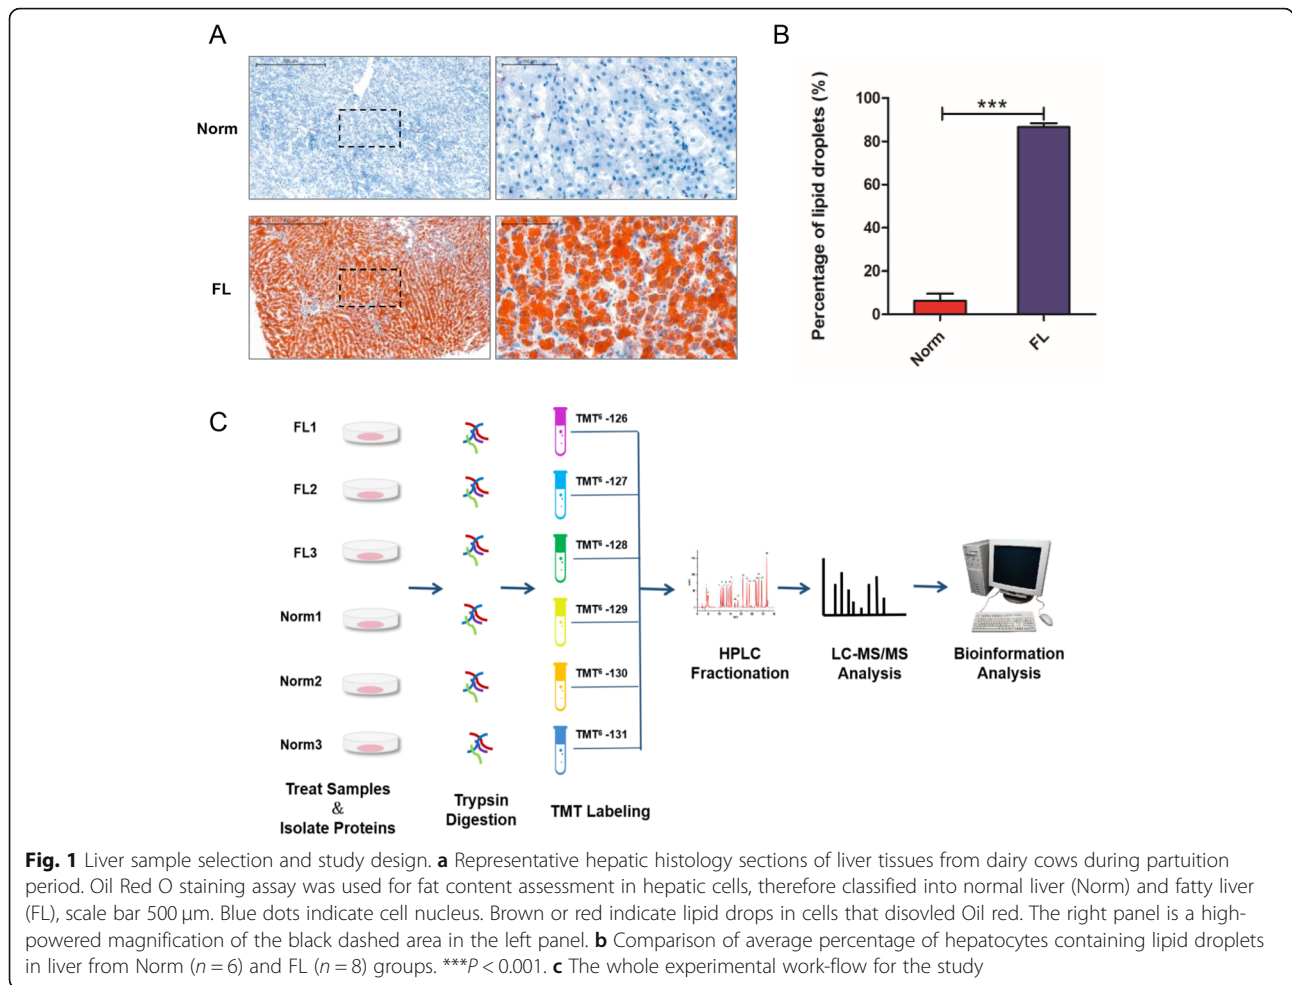 A
Norm
FL
B
Percentage of lipid droplets (%)
100
80
60
40
20
0
***
Norm
FL
C
FL1
FL2
FL3
Norm1
Norm2
Norm3
TMT⁶ -126
TMT⁶ -127
TMT⁶ -128
TMT⁶ -129
TMT⁶ -130
TMT⁶ -131
Treat Samples
&
Isolate Proteins
Trypsin
Digestion
TMT Labeling
HPLC
Fractionation
LC-MS/MS
Analysis
Bioinformation
Analysis
Fig. 1 Liver sample selection and study design. a Representative hepatic histology sections of liver tissues from dairy cows during partuition
period. Oil Red O staining assay was used for fat content assessment in hepatic cells, therefore classified into normal liver (Norm) and fatty liver
(FL), scale bar 500 μm. Blue dots indicate cell nucleus. Brown or red indicate lipid drops in cells that disovled Oil red. The right panel is a high-
powered magnification of the black dashed area in the left panel. b Comparison of average percentage of hepatocytes containing lipid droplets
in liver from Norm (n = 6) and FL (n = 8) groups. ***P < 0.001. c The whole experimental work-flow for the study